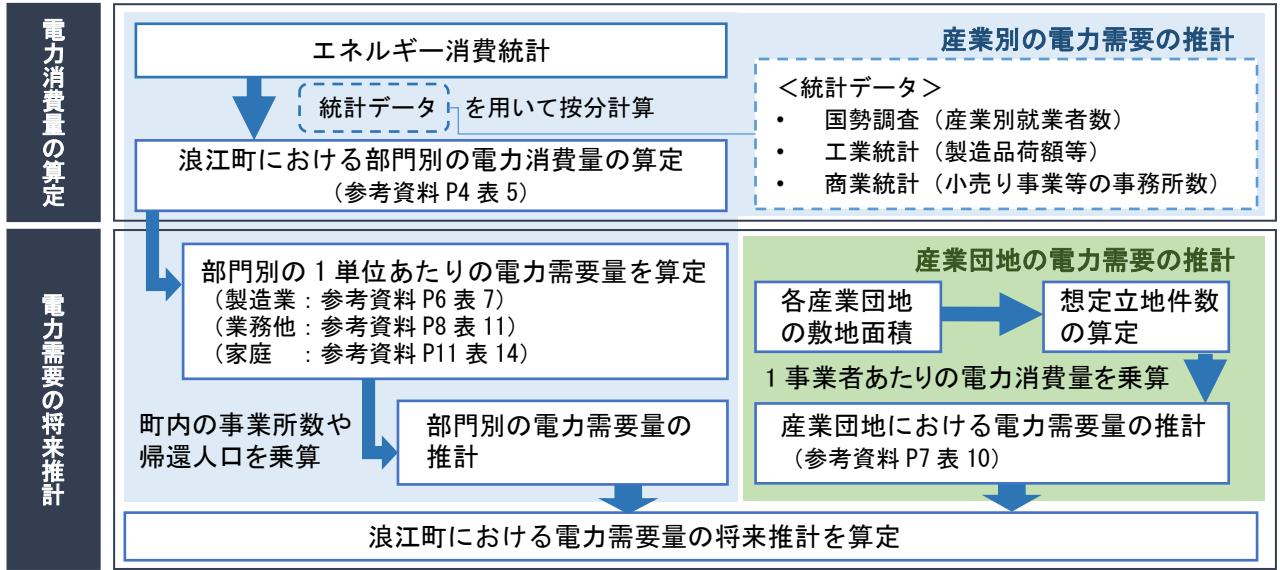 電力消費量の算定
産業別の電力需要の推計
エネルギー消費統計
統計データ を用いて按分計算
＜統計データ＞
• 国勢調査（産業別就業者数）
• 工業統計（製造品荷額等）
• 商業統計（小売り事業等の事務所数）
浪江町における部門別の電力消費量の算定
（参考資料 P4 表 5）
電力需要の将来推計
部門別の 1 単位あたりの電力需要量を算定
（製造業：参考資料 P6 表 7）
（業務他：参考資料 P8 表 11）
（家庭　：参考資料 P11 表 14）
町内の事業所数や
帰還人口を乗算
部門別の電力需要量の
推計
産業団地の電力需要の推計
各産業団地
の敷地面積
想定立地件数
の算定
1 事業者あたりの電力消費量を乗算
産業団地における電力需要量の推計
（参考資料 P7 表 10）
浪江町における電力需要量の将来推計を算定